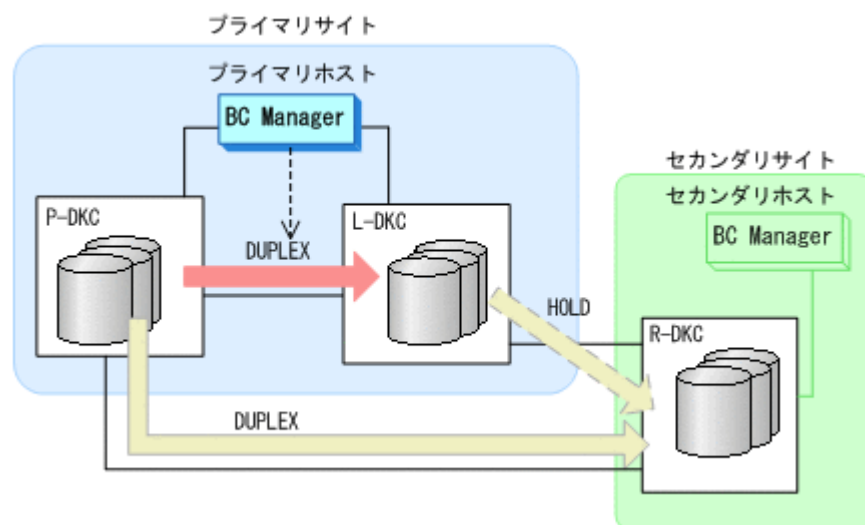 プライマリサイト
プライマリホスト
BC Manager
セカンダリサイト
セカンダリホスト
BC Manager
P-DKC
L-DKC
DUPLEX
HOLD
R-DKC
DUPLEX